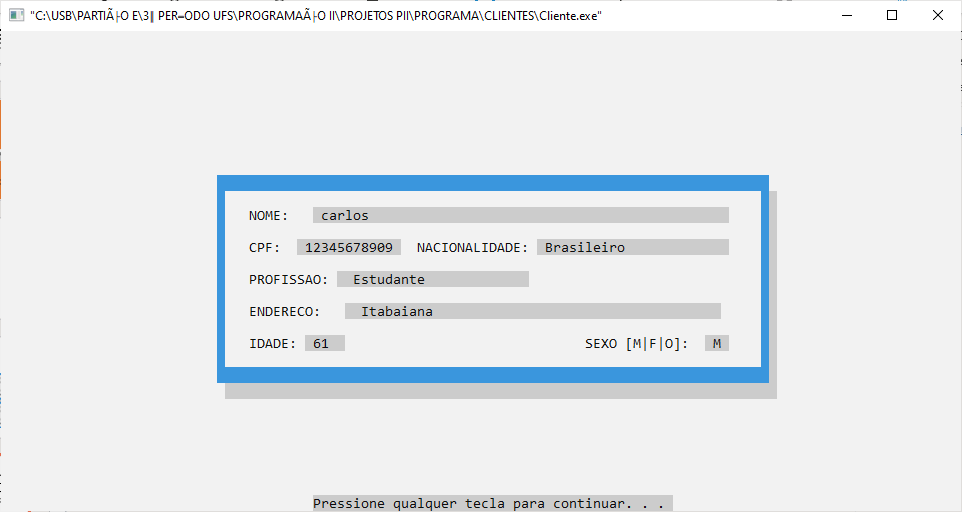 "C:\USB\PARTIÃ├O E\3║ PER═ODO UFS\PROGRAMAÃ├O II\PROJETOS PII\PROGRAMA\CLIENTES\Cliente.exe"
NOME: carlos
CPF: 12345678909 NACIONALIDADE: Brasileiro
PROFISSAO: Estudante
ENDERECO: Itabaiana
IDADE: 61 SEXO [M|F|O]: M
Pressione qualquer tecla para continuar. . .